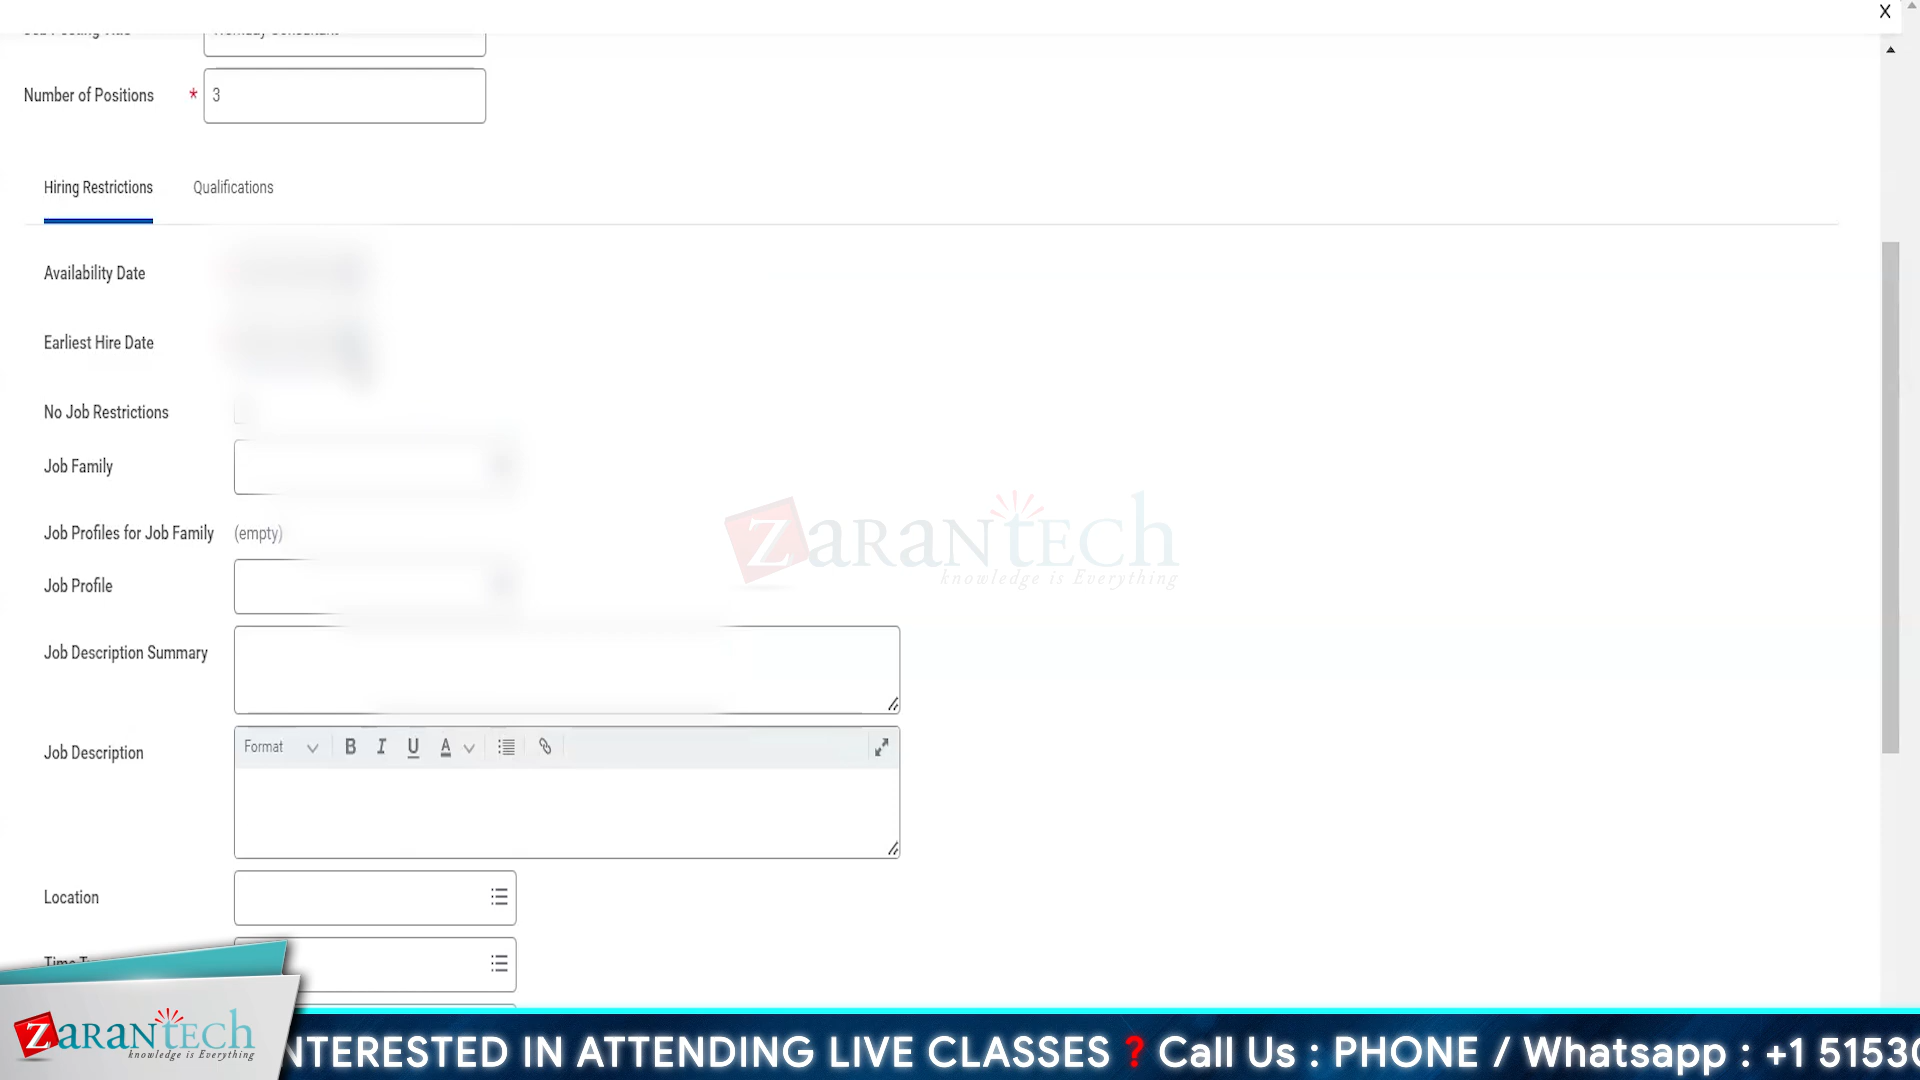 Number of Positions * 3
Hiring Restrictions Qualifications
Availability Date
Earliest Hire Date
No Job Restrictions
Job Family
Job Profiles for Job Family (empty)
Job Profile
Job Description Summary
Job Description
Format B I U A
Location
ZARANTECH
knowledge is Everything
ZARANTECH
knowledge is Everything
NTERESTED IN ATTENDING LIVE CLASSES ? Call Us : PHONE / Whatsapp : +1 5153
X